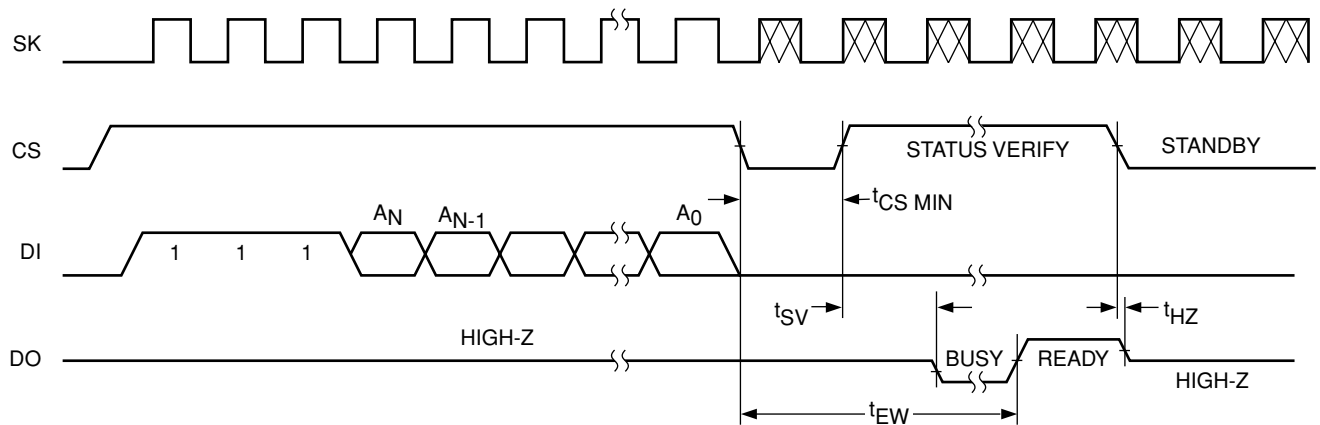 SK
CS
STATUS VERIFY
STANDBY
tCS MIN
AN
AN-1
A0
DI
1 1 1
tSV
tHZ
HIGH-Z
DO
BUSY
READY
HIGH-Z
tEW